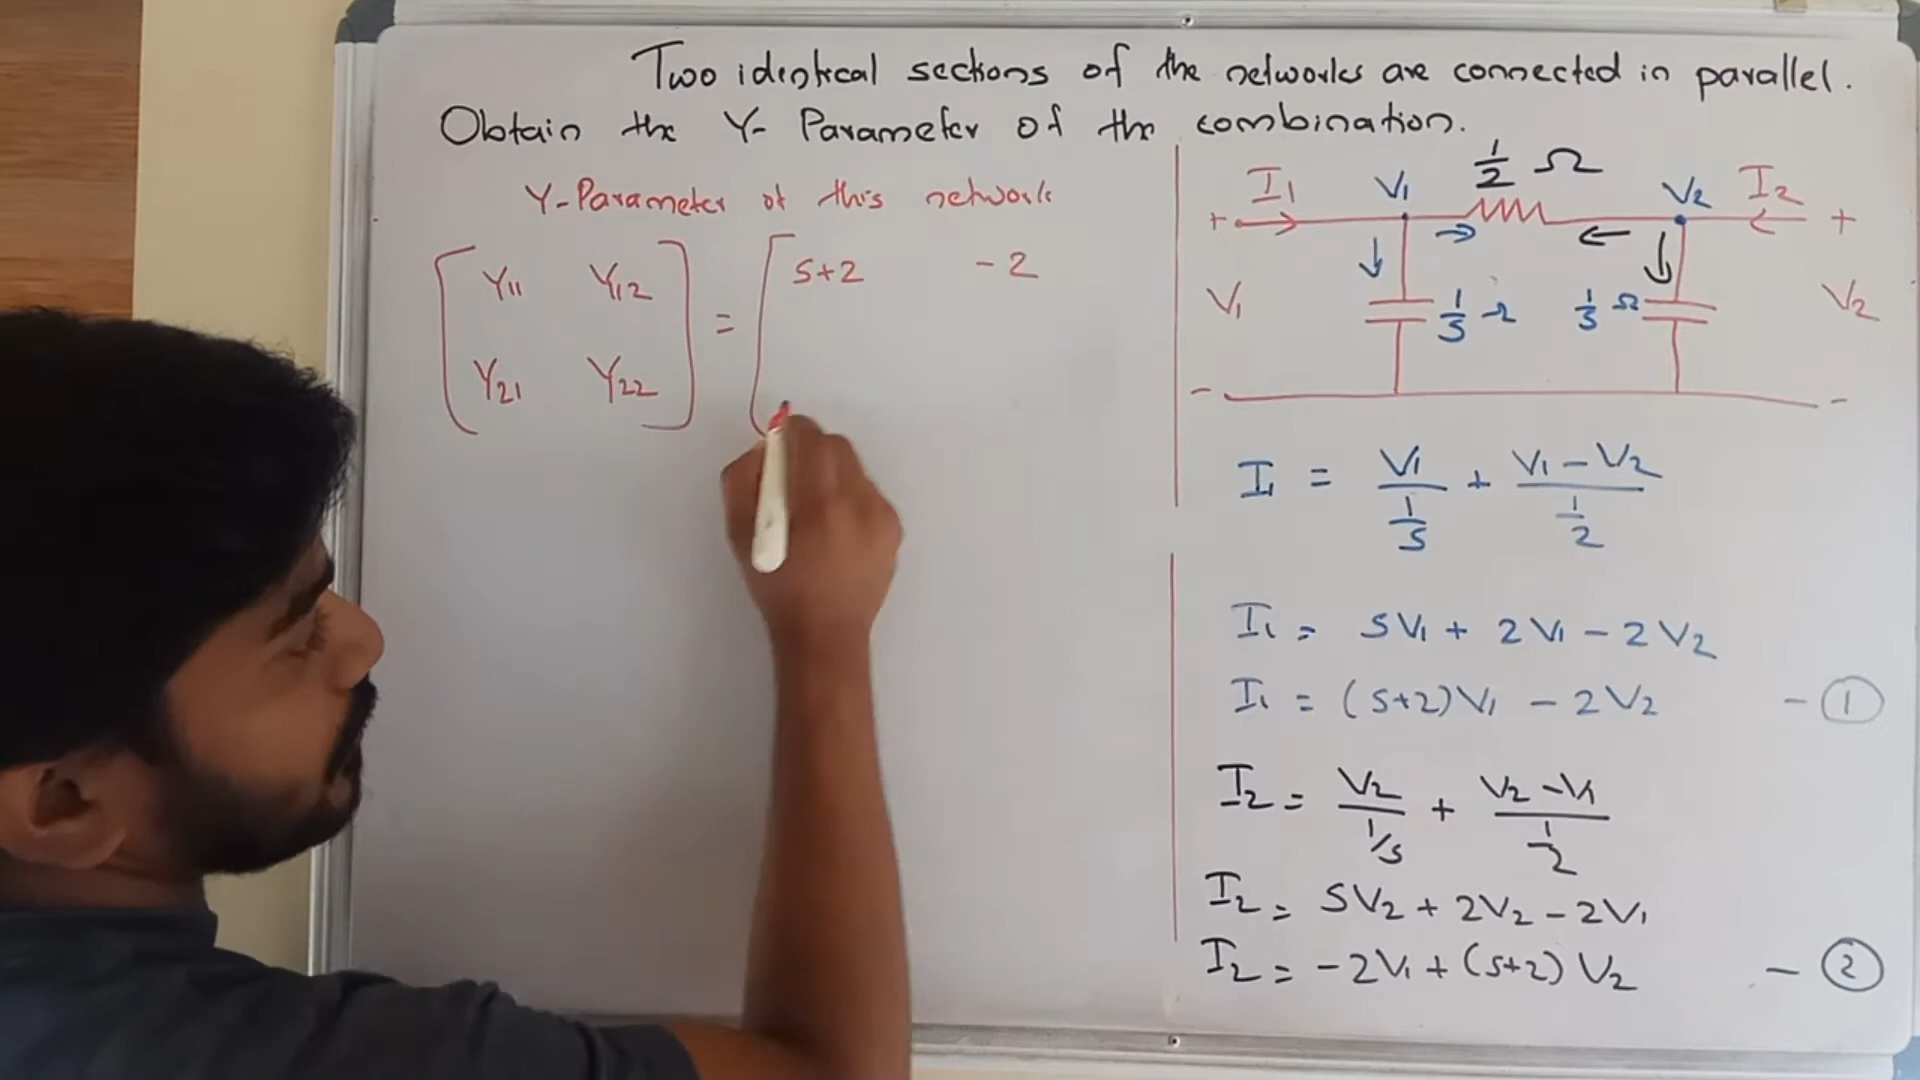 Two identical sections of the networks are connected in parallel.
Obtain the Y- Parameter of the combination.
Y-Parameter of this network
[ Y11 Y12
Y21 Y22 ] = [ S+2 -2
I1 V1 1/2 Ω V2 I2
+ +
V1 1/S Ω 1/S Ω V2
- -
I1 = V1/(1/S) + (V1-V2)/(1/2)
I1 = SV1 + 2V1 - 2V2
I1 = (S+2)V1 - 2V2 - ①
I2 = V2/(1/S) + (V2-V1)/(1/2)
I2 = SV2 + 2V2 - 2V1
I2 = -2V1 + (S+2) V2 - ②